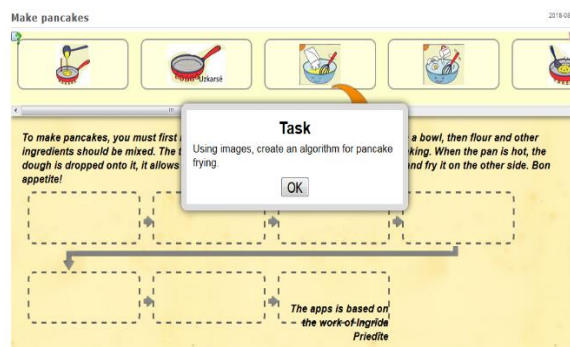 Make pancakes
2018-08
Uzkarsē
Task
Using images, create an algorithm for pancake
frying.
OK
To make pancakes, you must first a bowl, then flour and other
ingredients should be mixed. The king. When the pan is hot, the
dough is dropped onto it, it allows and fry it on the other side. Bon
appetite!
The apps is based on
the work of Ingrīda
Priedīte